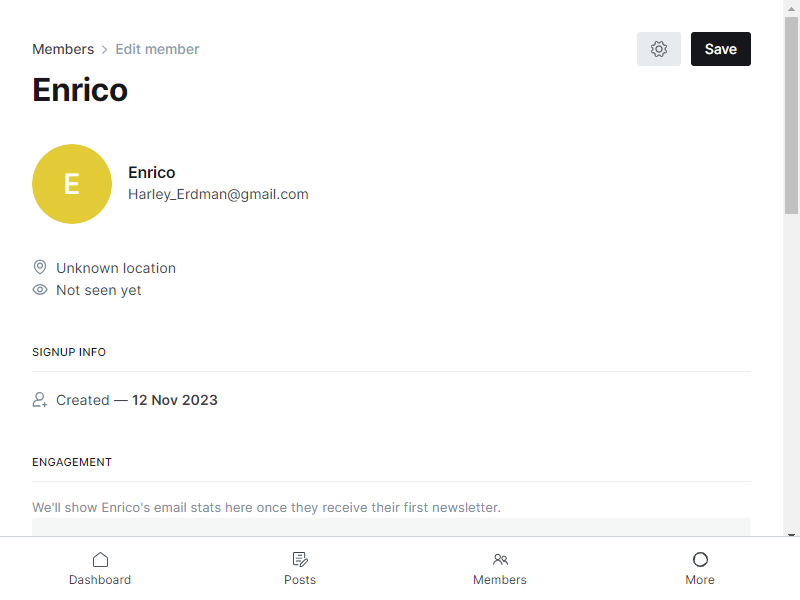 Members > Edit member
Save
Enrico
E
Enrico
Harley_Erdman@gmail.com
Unknown location
Not seen yet
SIGNUP INFO
Created — 12 Nov 2023
ENGAGEMENT
We'll show Enrico's email stats here once they receive their first newsletter.
Dashboard
Posts
Members
More